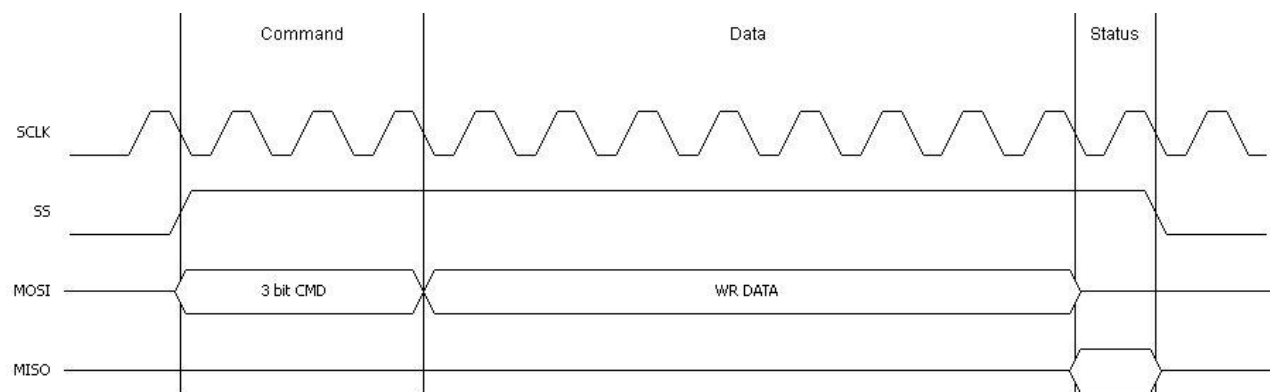 Command Data Status
SCLK
SS
MOSI 3 bit CMD WR DATA
MISO